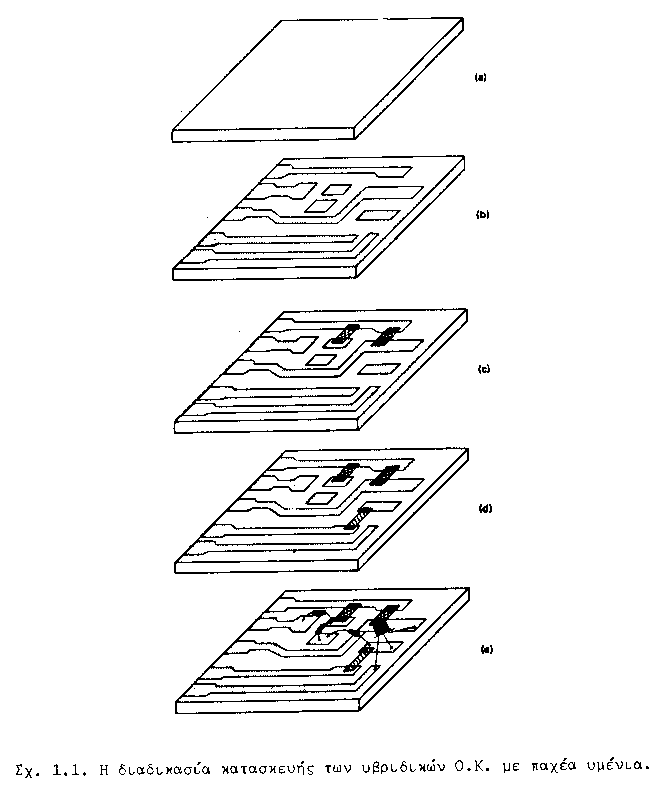 (a)
(b)
(c)
(d)
(e)
Σχ. 1.1. Η διαδικασία κατασκευής των υβριδικών Ο.Κ. με παχέα υμένια.